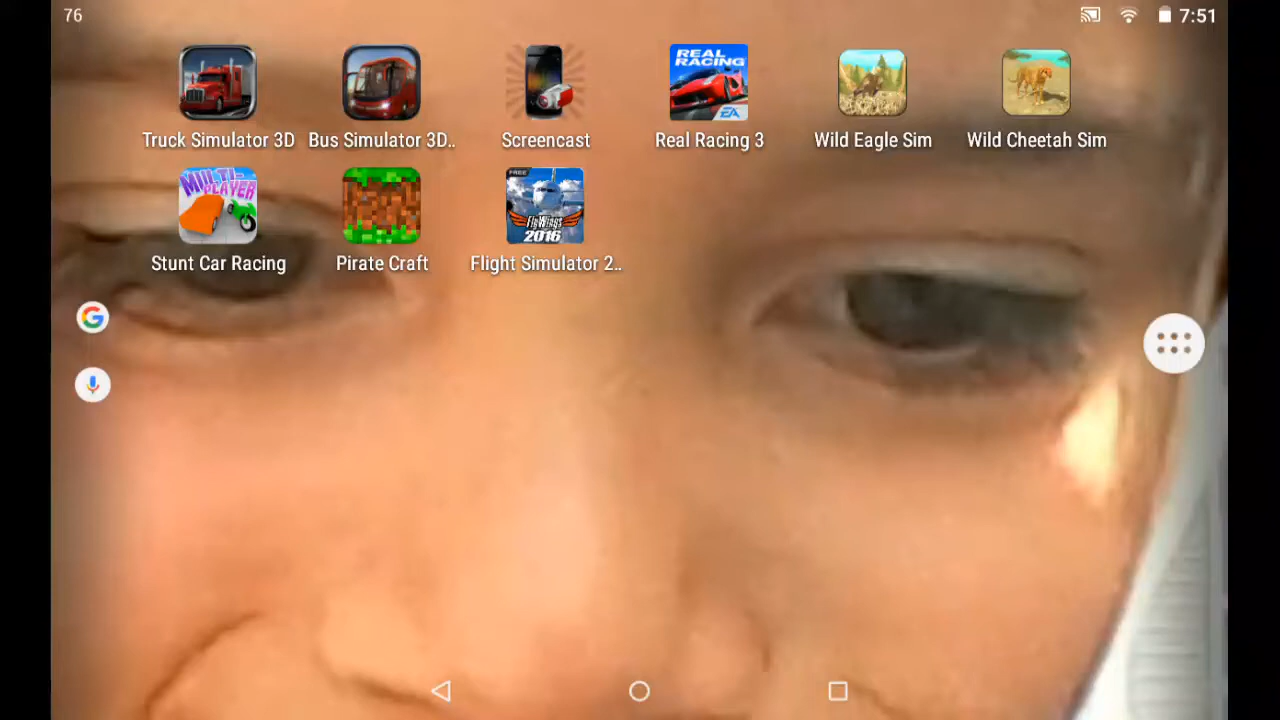 76
7:51
REAL
RACING
EA
Truck Simulator 3D
Bus Simulator 3D..
Screencast
Real Racing 3
Wild Eagle Sim
Wild Cheetah Sim
MULTI-
PLAYER
FREE
FlyWings
2016
Stunt Car Racing
Pirate Craft
Flight Simulator 2..
G